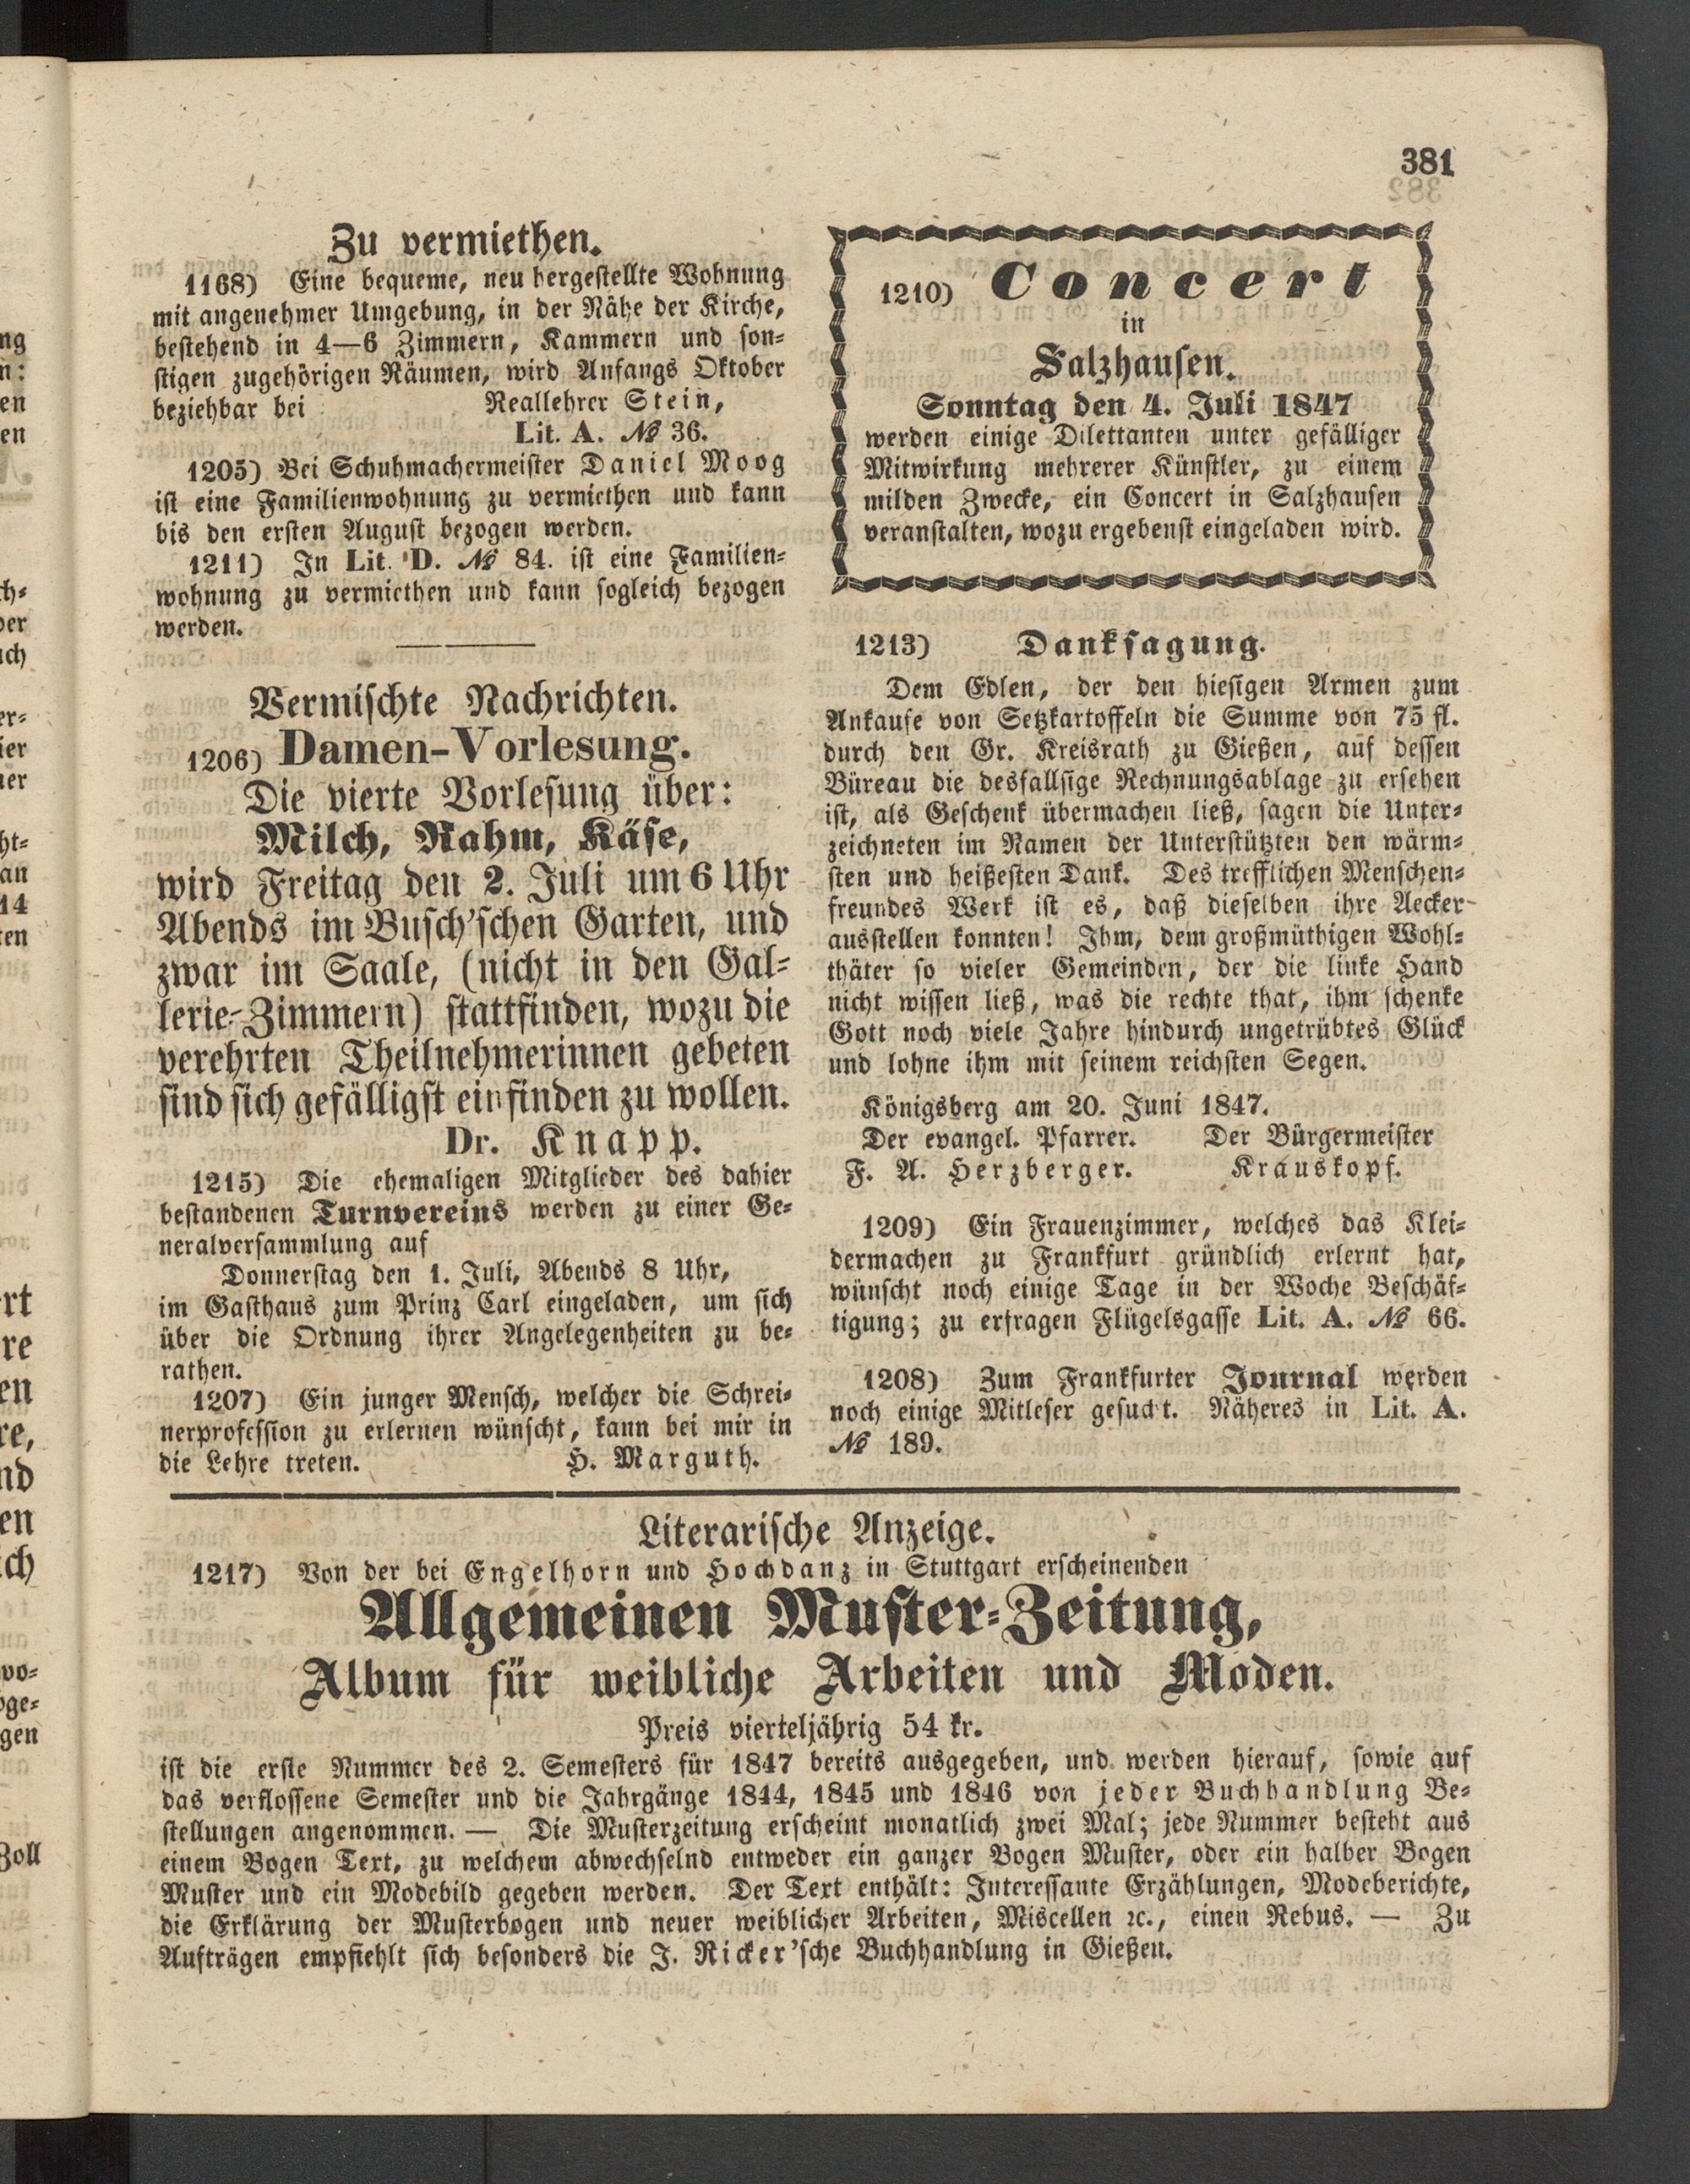 381
Zu vermiethen.
1168) Eine bequeme, neu hergestellte Wohnung
mit angenehmer Umgebung, in der Nähe der Kirche,
bestehend in 4—6 Zimmern, Kammern und son=
stigen zugehörigen Räumen, wird Anfangs Oktober
beziehbar bei Reallehrer Stein,
Lit. A. № 36.
1205) Bei Schuhmachermeister Daniel Moog
ist eine Familienwohnung zu vermiethen und kann
bis den ersten August bezogen werden.
1211) In Lit. D. № 84. ist eine Familien=
wohnung zu vermiethen und kann sogleich bezogen
werden.
Vermischte Nachrichten.
1206) Damen-Vorlesung.
Die vierte Vorlesung über:
Milch, Rahm, Käse,
wird Freitag den 2. Juli um 6 Uhr
Abends im Busch'schen Garten, und
zwar im Saale, (nicht in den Gal=
lerie=Zimmern) stattfinden, wozu die
verehrten Theilnehmerinnen gebeten
sind sich gefälligst einfinden zu wollen.
Dr. Knapp.
1215) Die ehemaligen Mitglieder des dahier
bestandenen Turnvereins werden zu einer Ge=
neralversammlung auf
Donnerstag den 1. Juli, Abends 8 Uhr,
im Gasthaus zum Prinz Carl eingeladen, um sich
über die Ordnung ihrer Angelegenheiten zu be=
rathen.
1207) Ein junger Mensch, welcher die Schrei=
nerprofession zu erlernen wünscht, kann bei mir in
die Lehre treten. H. Marguth.
1210) Concert
in
Salzhausen.
Sonntag den 4. Juli 1847
werden einige Dilettanten unter gefälliger
Mitwirkung mehrerer Künstler, zu einem
milden Zwecke, ein Concert in Salzhausen
veranstalten, wozu ergebenst eingeladen wird.
1213) Danksagung.
Dem Edlen, der den hiesigen Armen zum
Ankaufe von Setzkartoffeln die Summe von 75 fl.
durch den Gr. Kreisrath zu Gießen, auf dessen
Büreau die desfallsige Rechnungsablage zu ersehen
ist, als Geschenk übermachen ließ, sagen die Unter=
zeichneten im Namen der Unterstützten den wärm=
sten und heißesten Dank. Des trefflichen Menschen=
freundes Werk ist es, daß dieselben ihre Aecker
ausstellen konnten! Ihm, dem großmüthigen Wohl=
thäter so vieler Gemeinden, der die linke Hand
nicht wissen ließ, was die rechte that, ihm schenke
Gott noch viele Jahre hindurch ungetrübtes Glück
und lohne ihm mit seinem reichsten Segen.
Königsberg am 20. Juni 1847.
Der evangel. Pfarrer. Der Bürgermeister
F. A. Herzberger. Krauskopf.
1209) Ein Frauenzimmer, welches das Klei=
dermachen zu Frankfurt gründlich erlernt hat,
wünscht noch einige Tage in der Woche Beschäf=
tigung; zu erfragen Flügelsgasse Lit. A. № 66.
1208) Zum Frankfurter Journal werden
noch einige Mitleser gesucht. Näheres in Lit. A.
№ 189.
Literarische Anzeige.
1217) Von der bei Engelhorn und Hochdanz in Stuttgart erscheinenden
Allgemeinen Muster=Zeitung,
Album für weibliche Arbeiten und Moden.
Preis vierteljährig 54 kr.
ist die erste Nummer des 2. Semesters für 1847 bereits ausgegeben, und werden hierauf, sowie auf
das verflossene Semester und die Jahrgänge 1844, 1845 und 1846 von jeder Buchhandlung Be=
stellungen angenommen. — Die Musterzeitung erscheint monatlich zwei Mal; jede Nummer besteht aus
einem Bogen Text, zu welchem abwechselnd entweder ein ganzer Bogen Muster, oder ein halber Bogen
Muster und ein Modebild gegeben werden. Der Text enthält: Interessante Erzählungen, Modeberichte,
die Erklärung der Musterbogen und neuer weiblicher Arbeiten, Miscellen ꝛc., einen Rebus. — Zu
Aufträgen empfiehlt sich besonders die J. Ricker'sche Buchhandlung in Gießen.